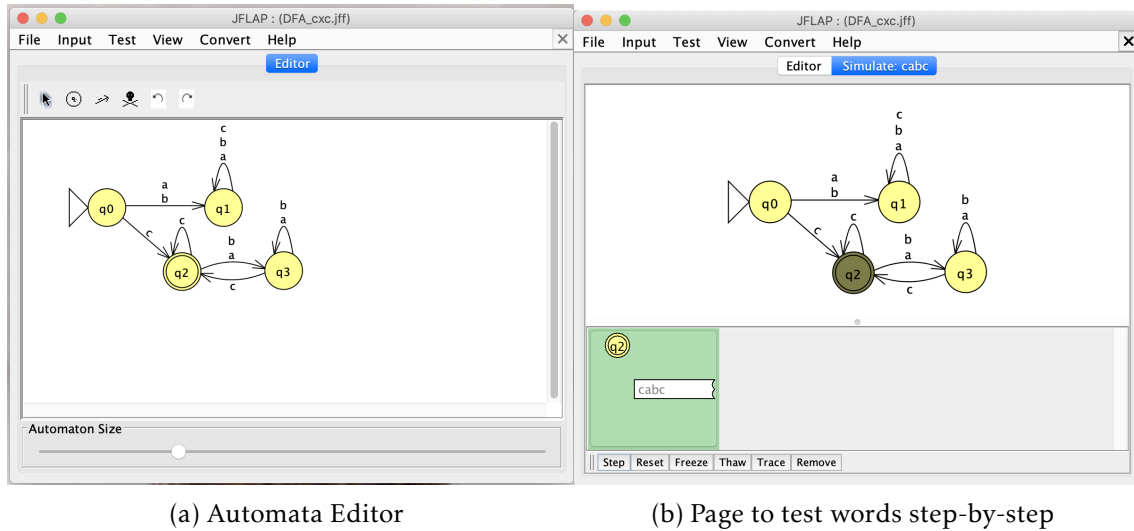 JFLAP : (DFA_cxc.jff)
File Input Test View Convert Help
Editor
c
b
a
a
b
b
a
q0
q1
c
c
b
a
q2
q3
c
Automaton Size
(a) Automata Editor
JFLAP : (DFA_cxc.jff)
File Input Test View Convert Help
Editor Simulate: cabc
c
b
a
a
b
b
a
q0
q1
c
c
b
a
q2
q3
c
q2
cabc
Step Reset Freeze Thaw Trace Remove
(b) Page to test words step-by-step